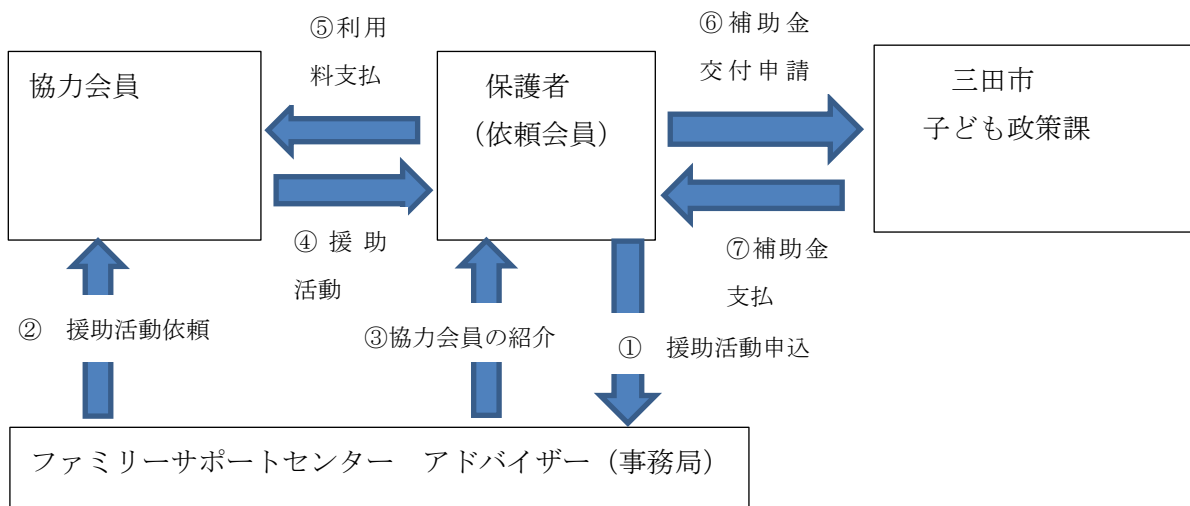 ⑤利用
料支払
⑥補助金
交付申請
協力会員
保護者
（依頼会員）
三田市
子ども政策課
④援助
活動
⑦補助金
支払
②　援助活動依頼
③協力会員の紹介
①　援助活動申込
ファミリーサポートセンター　アドバイザー（事務局）